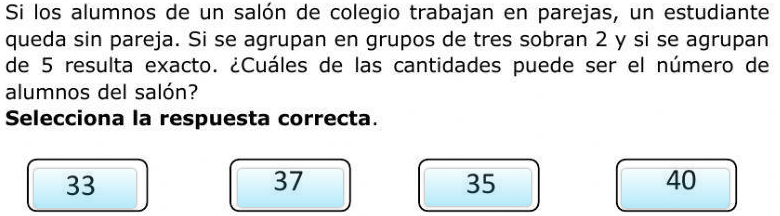 Si los alumnos de un salón de colegio trabajan en parejas, un estudiante
queda sin pareja. Si se agrupan en grupos de tres sobran 2 y si se agrupan
de 5 resulta exacto. ¿Cuáles de las cantidades puede ser el número de
alumnos del salón?
Selecciona la respuesta correcta.
33 37 35 40